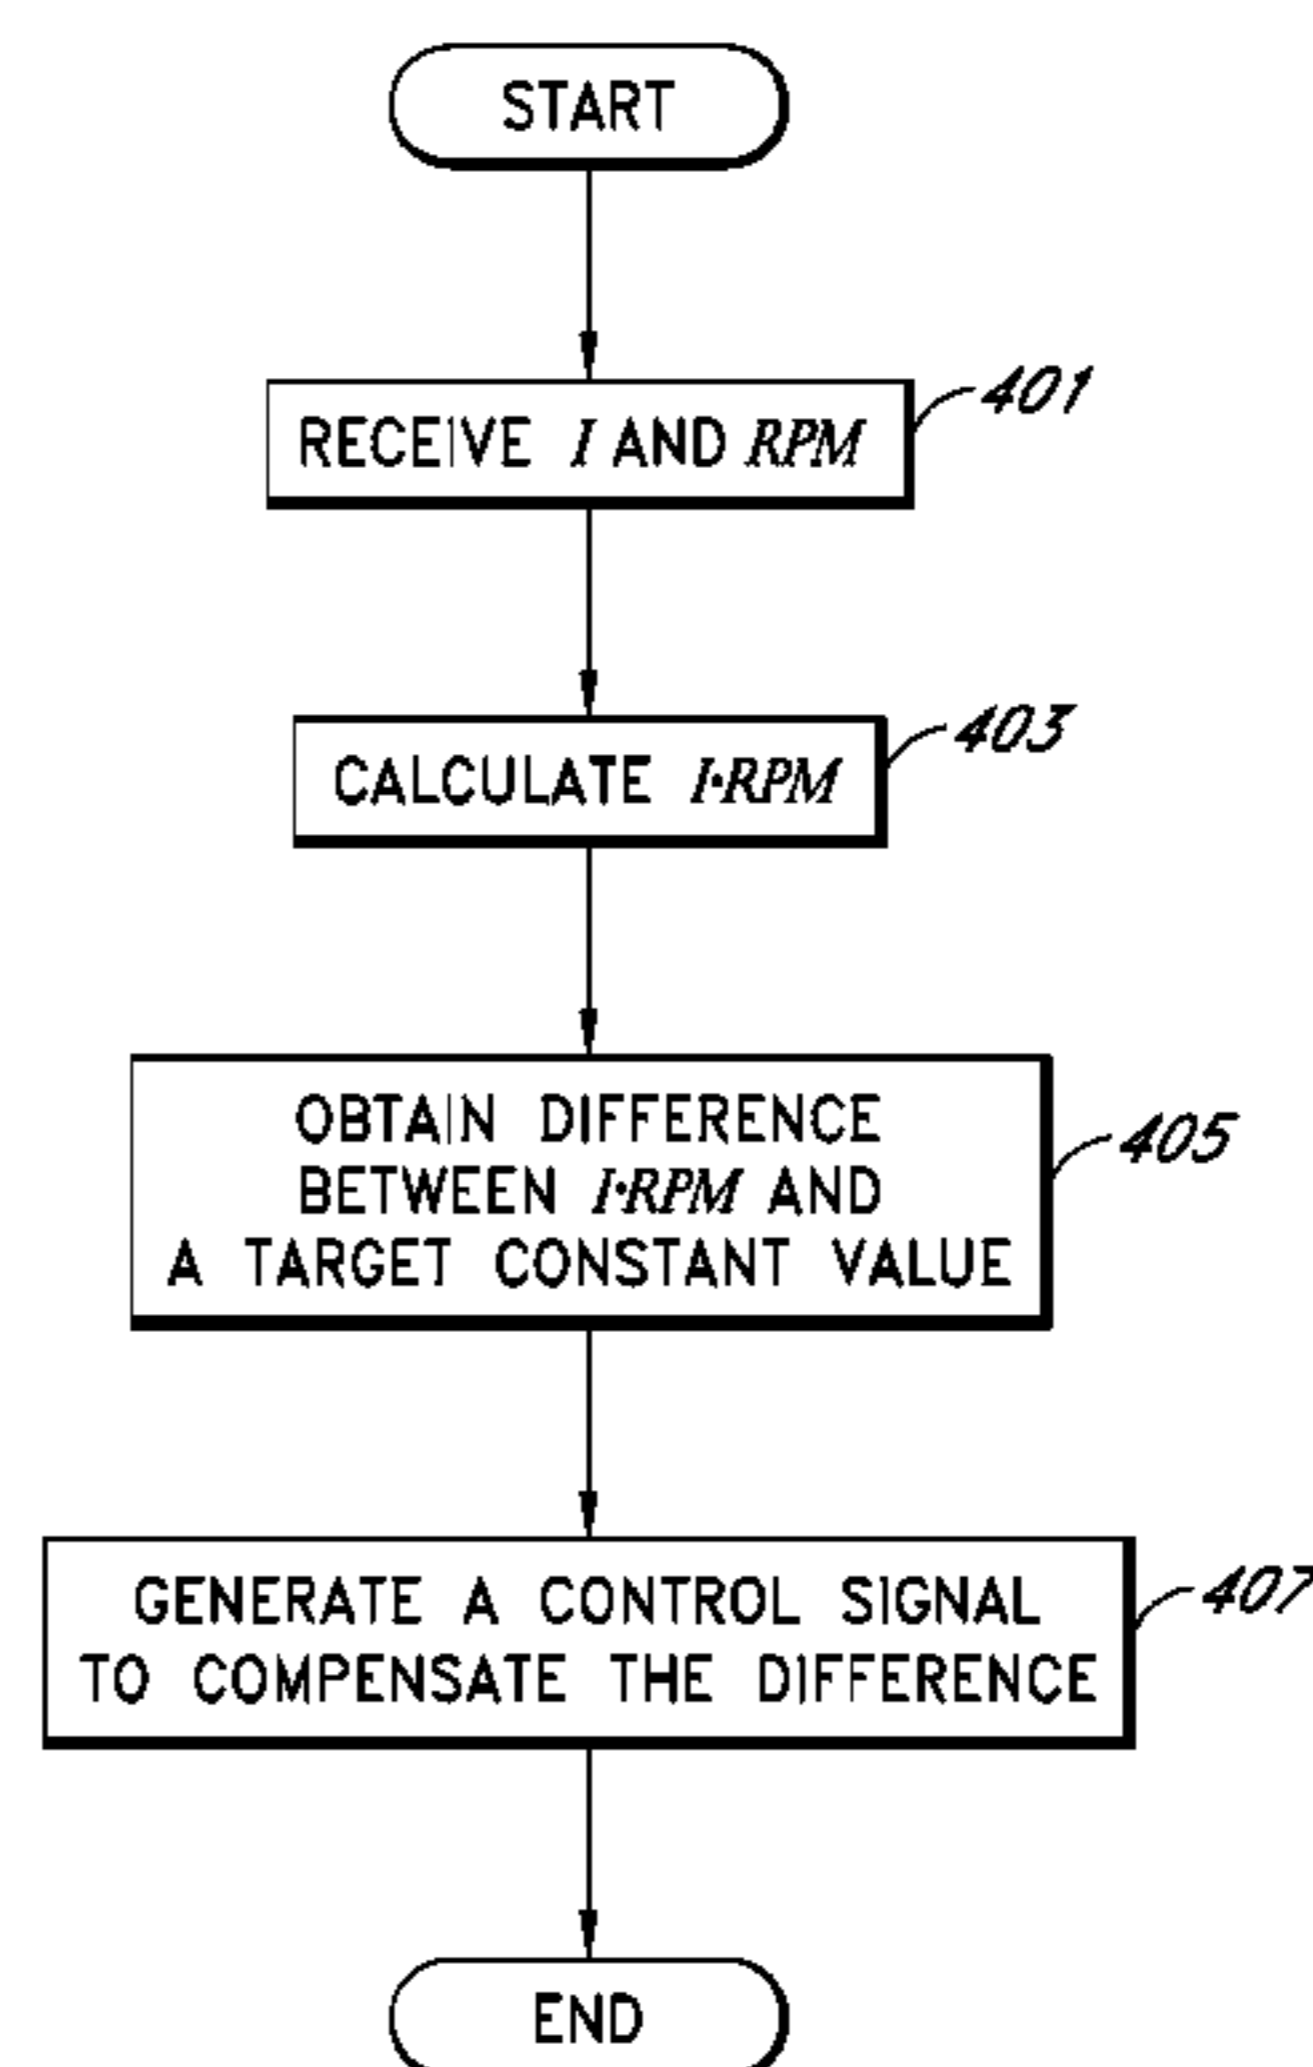 START
RECEIVE I AND RPM
401
CALCULATE I·RPM
403
OBTAIN DIFFERENCE
BETWEEN I·RPM AND
A TARGET CONSTANT VALUE
405
GENERATE A CONTROL SIGNAL
TO COMPENSATE THE DIFFERENCE
407
END